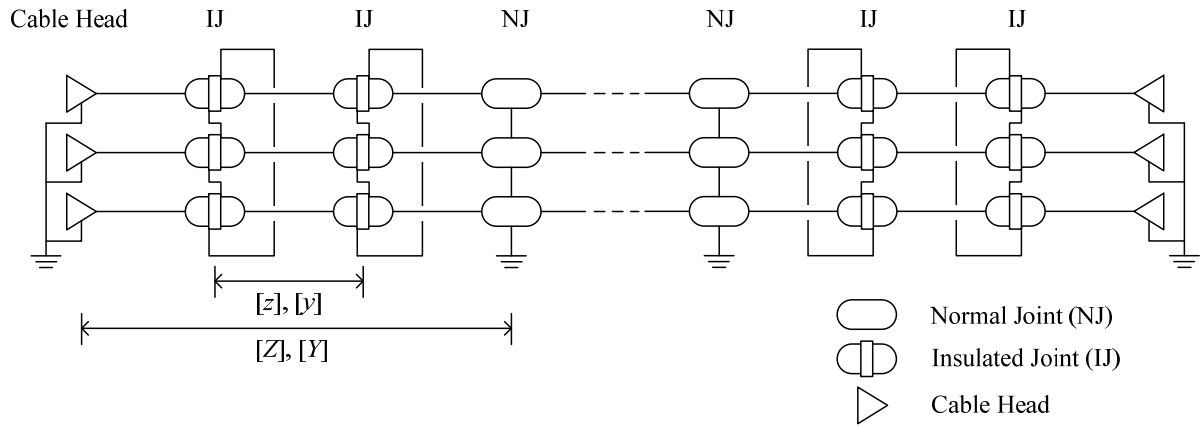 Cable Head IJ IJ NJ NJ IJ IJ
[z], [y]
[Z], [Y]
Normal Joint (NJ)
Insulated Joint (IJ)
Cable Head